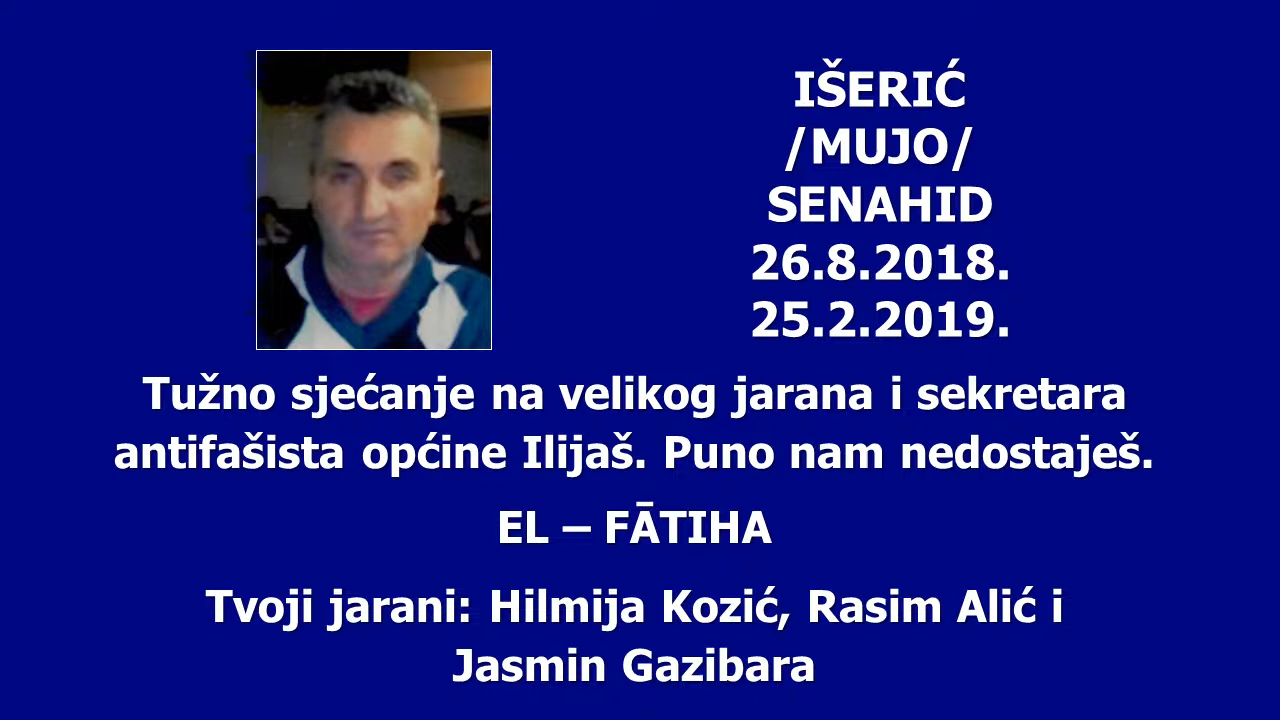 IŠERIĆ
/MUJO/
SENAHID
26.8.2018.
25.2.2019.
Tužno sjećanje na velikog jarana i sekretara
antifašista općine Ilijaš. Puno nam nedostaješ.
EL – FĀTIHA
Tvoji jarani: Hilmija Kozić, Rasim Alić i
Jasmin Gazibara